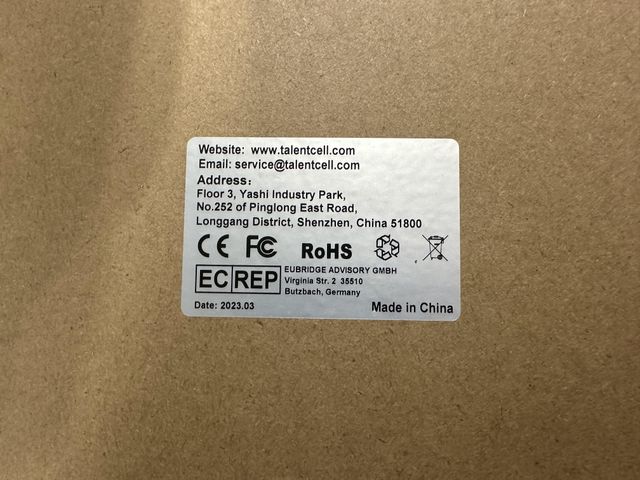 Website: www.talentcell.com
Email: service@talentcell.com
Address:
Floor 3, Yashi Industry Park,
No.252 of Pinglong East Road,
Longgang District, Shenzhen, China 51800
CE FC RoHS
EC REP
EUBRIDGE ADVISORY GMBH
Virginia Str. 2 35510
Butzbach, Germany
Date: 2023.03
Made in China